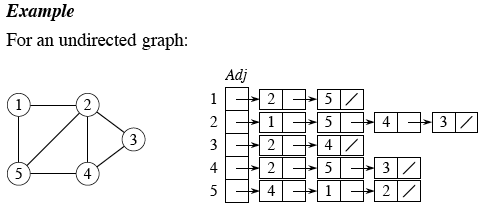 Example
For an undirected graph:
Adj
1 2 3 5 4
1 2 5 /
2 1 5 4 3 /
3 2 4 /
4 2 5 3 /
5 4 1 2 /